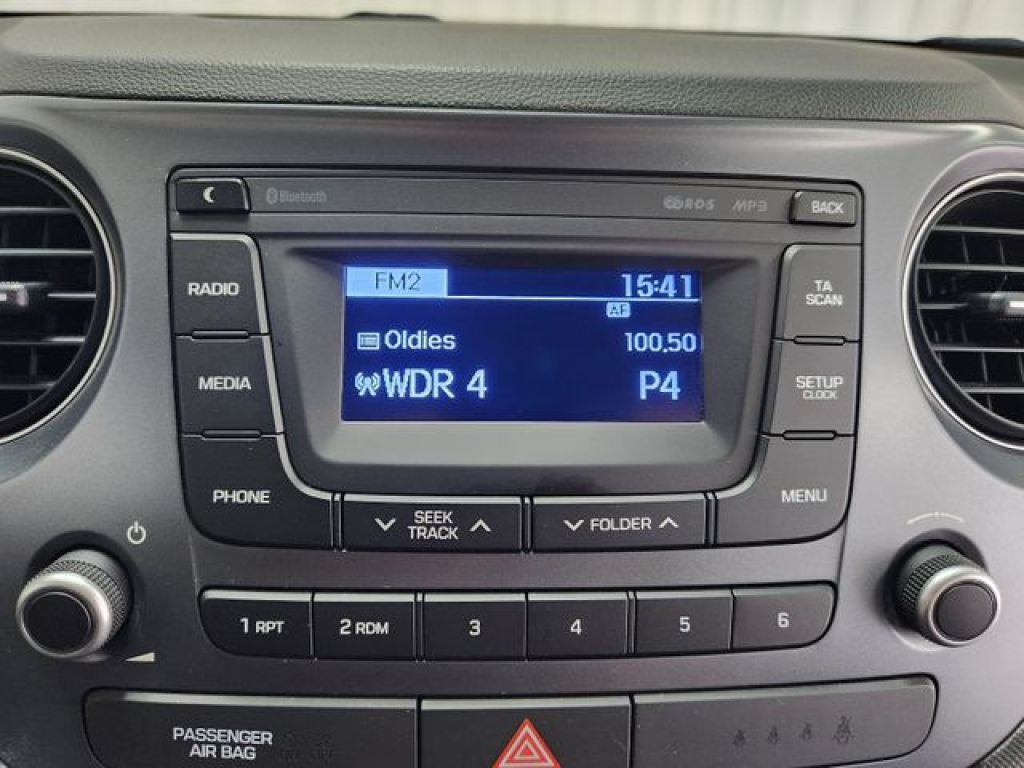 Bluetooth
RDS MP3 BACK
RADIO
FM2 15:41
AF
TA
SCAN
Oldies 100.50
MEDIA
WDR 4 P4
SETUP
CLOCK
PHONE
SEEK
TRACK
FOLDER
MENU
1 RPT 2 RDM 3 4 5 6
PASSENGER
AIR BAG